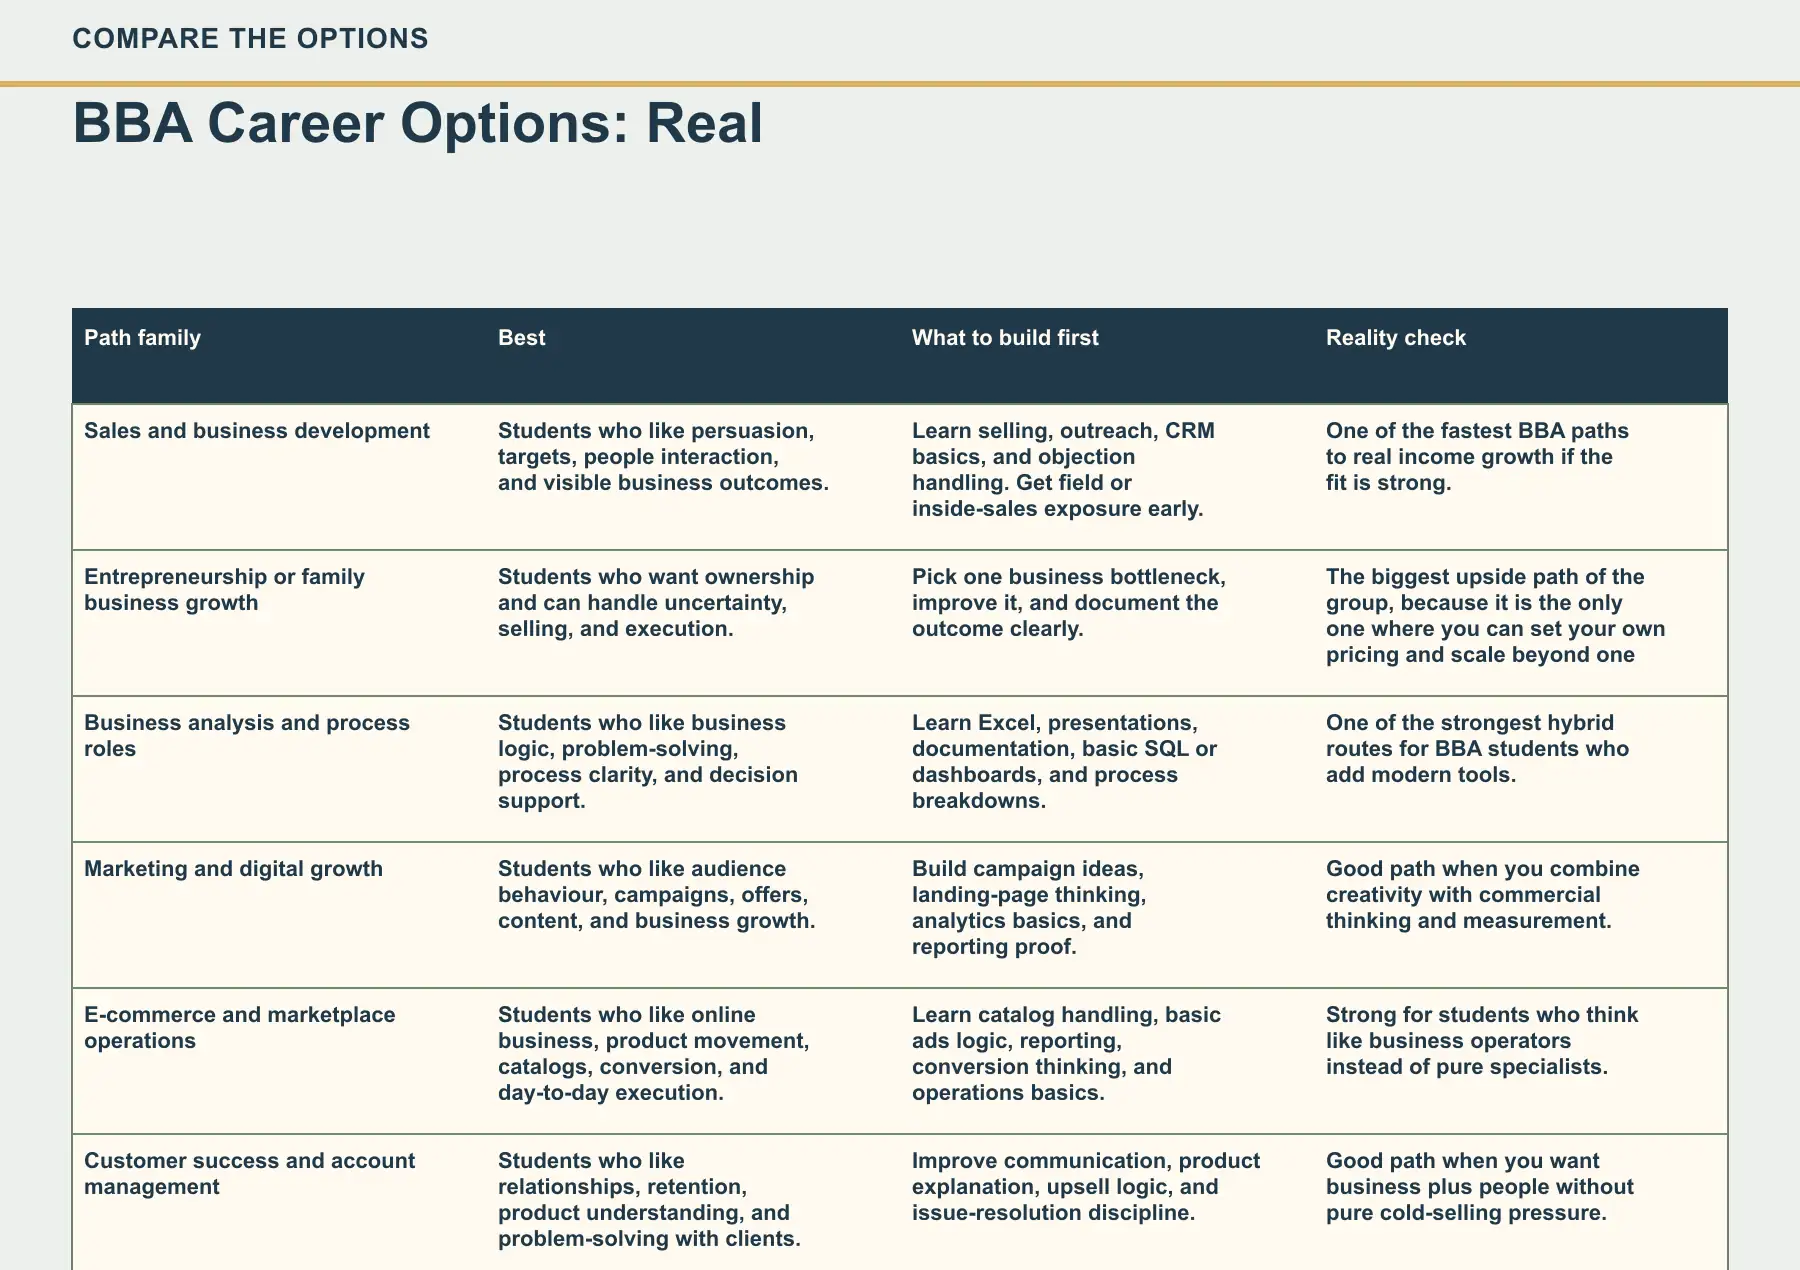 COMPARE THE OPTIONS
BBA Career Options: Real
Path family
Best
What to build first
Reality check
Sales and business development
Students who like persuasion,
targets, people interaction,
and visible business outcomes.
Learn selling, outreach, CRM
basics, and objection
handling. Get field or
inside-sales exposure early.
One of the fastest BBA paths
to real income growth if the
fit is strong.
Entrepreneurship or family
business growth
Students who want ownership
and can handle uncertainty,
selling, and execution.
Pick one business bottleneck,
improve it, and document the
outcome clearly.
The biggest upside path of the
group, because it is the only
one where you can set your own
pricing and scale beyond one
Business analysis and process
roles
Students who like business
logic, problem-solving,
process clarity, and decision
support.
Learn Excel, presentations,
documentation, basic SQL or
dashboards, and process
breakdowns.
One of the strongest hybrid
routes for BBA students who
add modern tools.
Marketing and digital growth
Students who like audience
behaviour, campaigns, offers,
content, and business growth.
Build campaign ideas,
landing-page thinking,
analytics basics, and
reporting proof.
Good path when you combine
creativity with commercial
thinking and measurement.
E-commerce and marketplace
operations
Students who like online
business, product movement,
catalogs, conversion, and
day-to-day execution.
Learn catalog handling, basic
ads logic, reporting,
conversion thinking, and
operations basics.
Strong for students who think
like business operators
instead of pure specialists.
Customer success and account
management
Students who like
relationships, retention,
product understanding, and
problem-solving with clients.
Improve communication, product
explanation, upsell logic, and
issue-resolution discipline.
Good path when you want
business plus people without
pure cold-selling pressure.